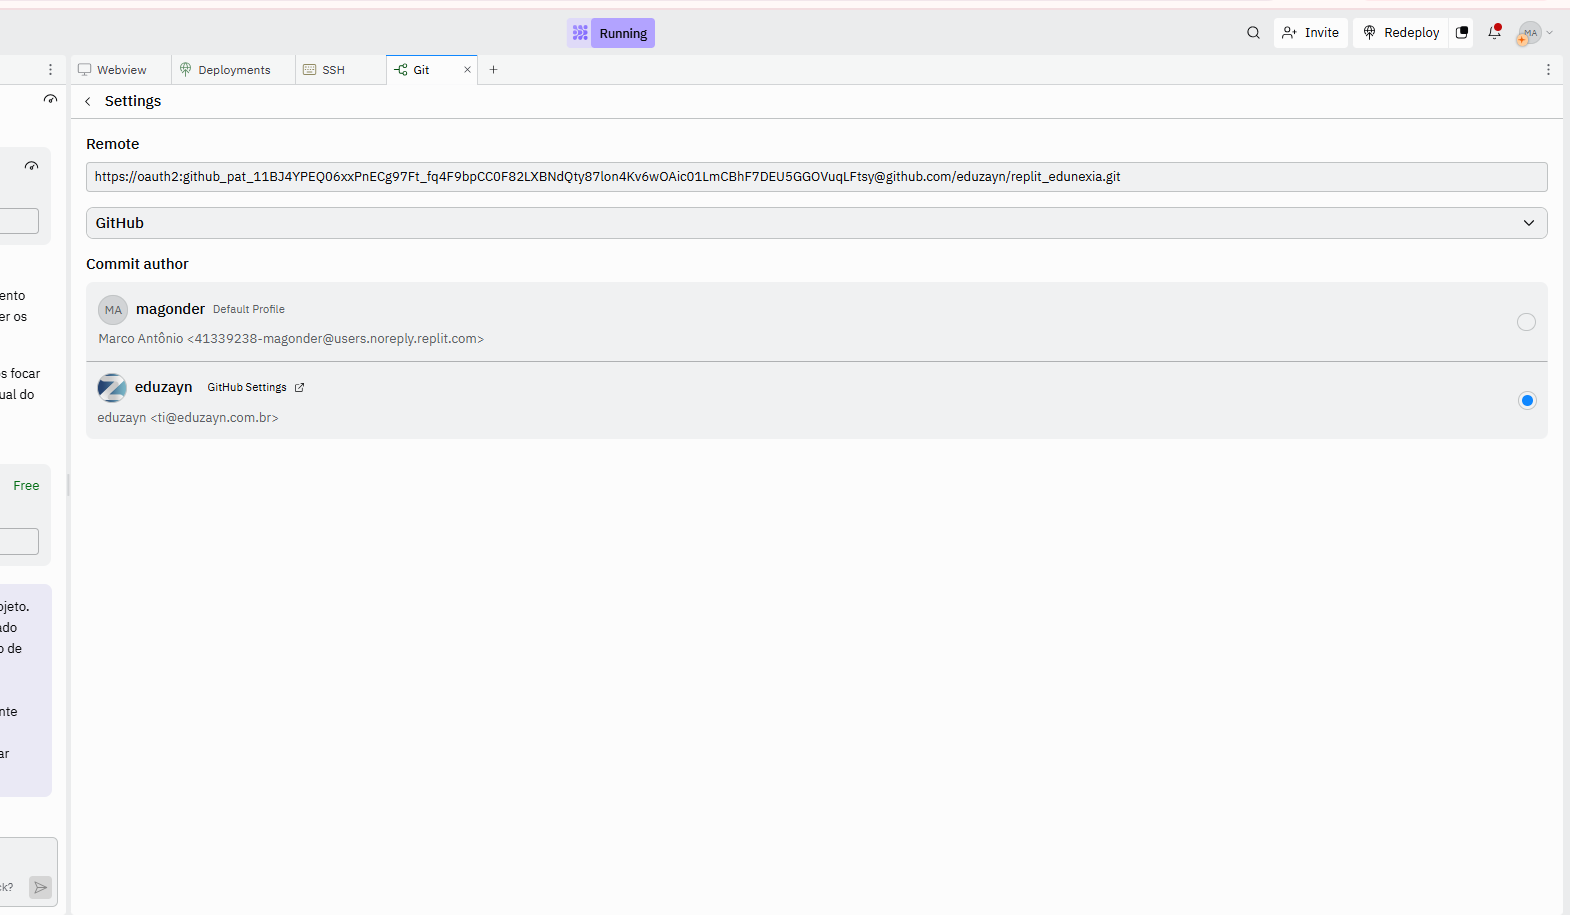 Running
Invite
Redeploy
MA
Webview
Deployments
SSH
Git
Settings
Remote
https://oauth2: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@github.com/eduzayn/replit_edunexia.git
GitHub
Commit author
MA magonder Default Profile
Marco Antônio <41339238-magonder@users.noreply.replit.com>
eduzayn GitHub Settings
eduzayn <ti@eduzayn.com.br>
ento
er os
s focar
ual do
Free
ojeto.
ado
o de
nte
ar
ck?